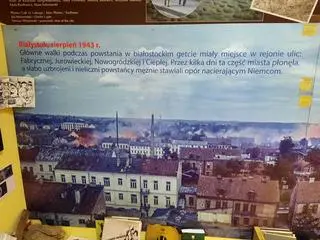 Białystok, sierpień 1943 r.
Główne walki podczas powstania w białostockim getcie miały miejsce w rejonie ulic:
Fabrycznej, Jurowieckiej, Nowogródzkiej i Ciepłej. Przez kilka dni ta część miasta płonęła,
a słabo uzbrojeni i nieliczni powstańcy mężnie stawiali opór nacierającym Niemcom.